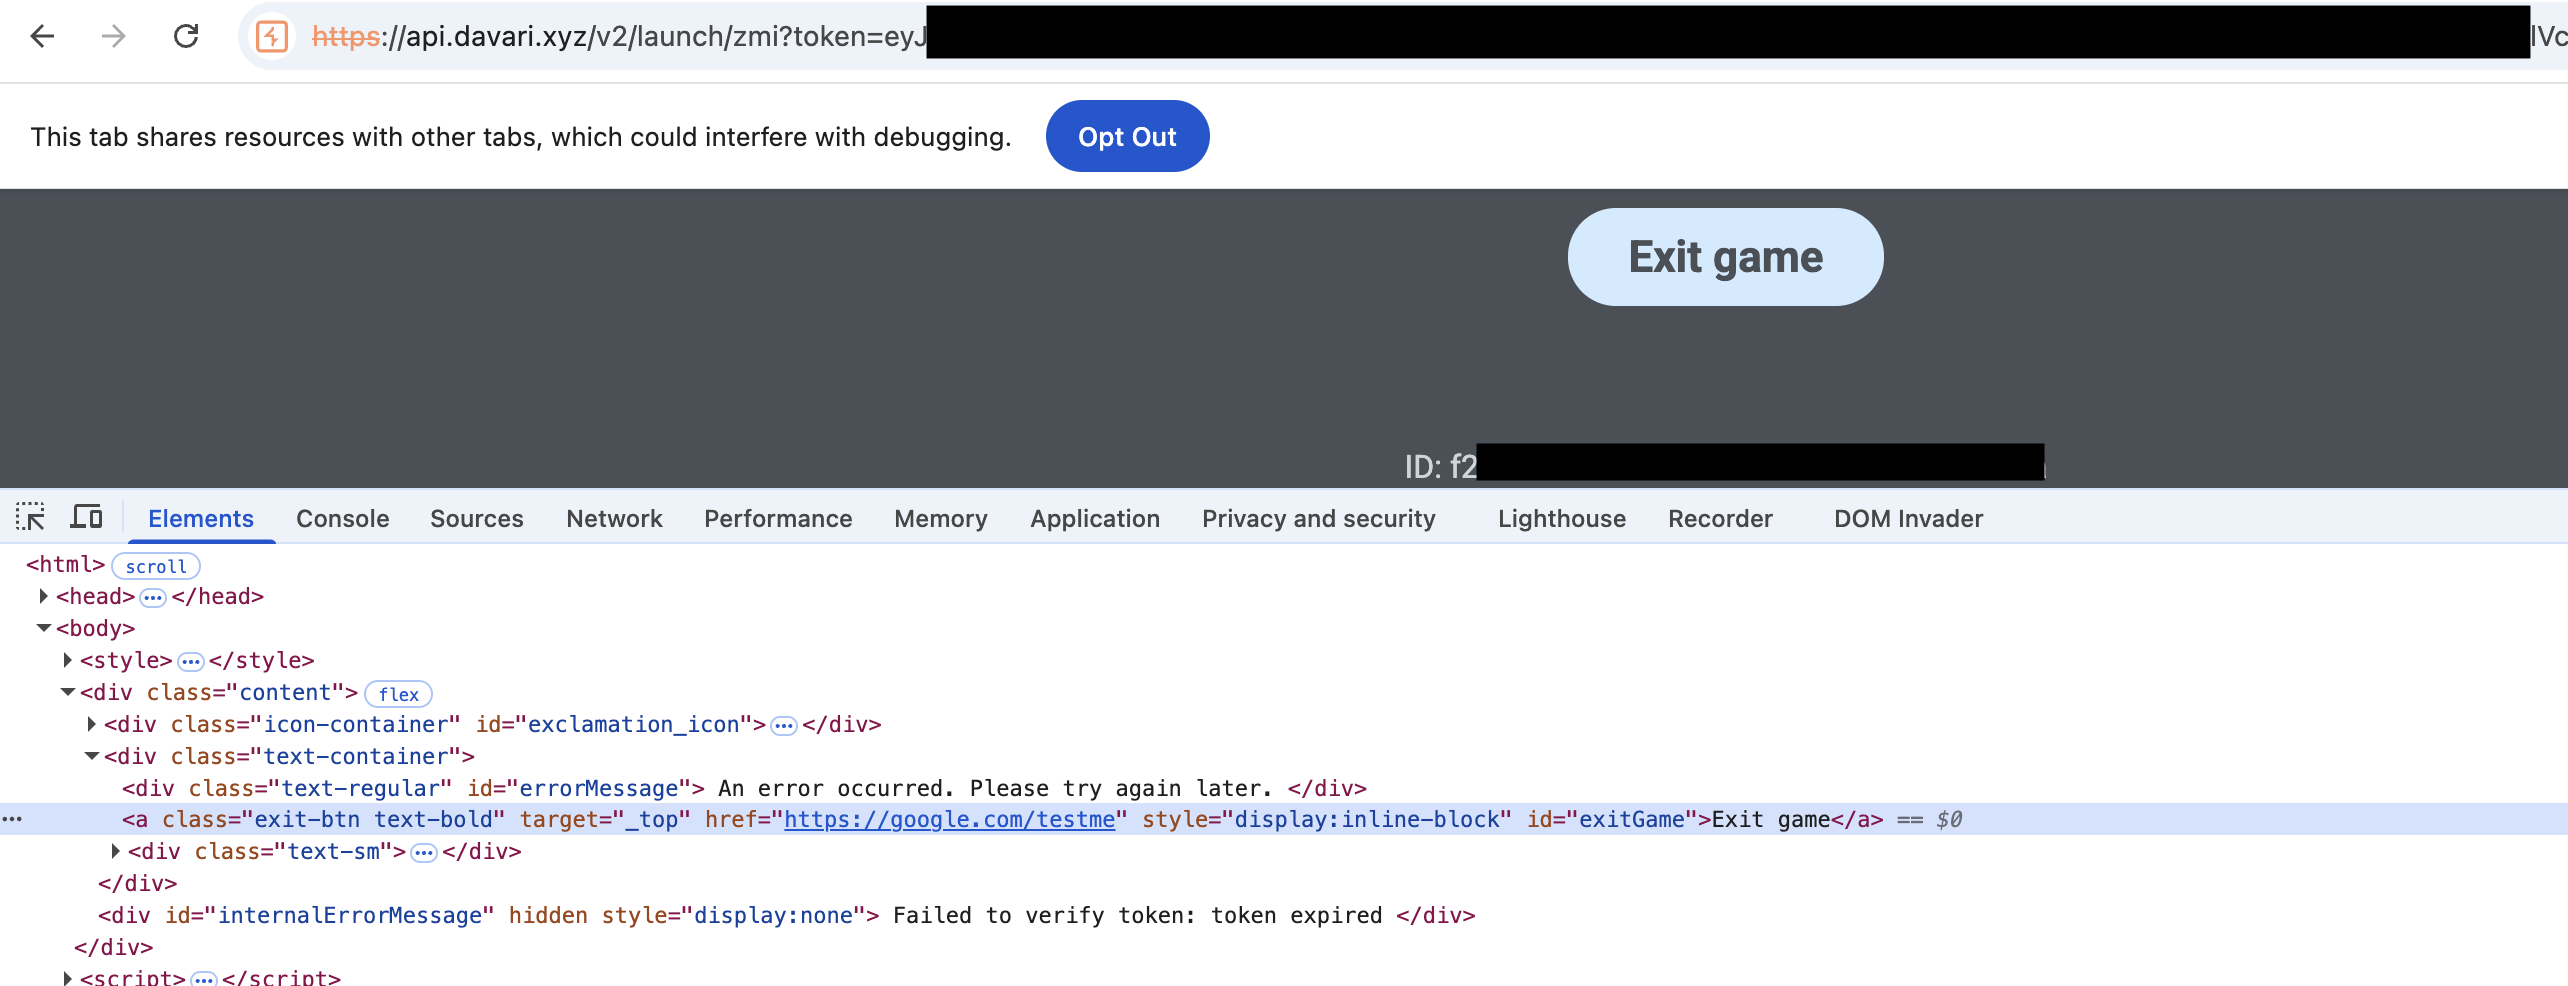 https://api.davari.xyz/v2/launch/zmi?token=eyJ
This tab shares resources with other tabs, which could interfere with debugging. Opt Out
Exit game
ID: f2
Elements Console Sources Network Performance Memory Application Privacy and security Lighthouse Recorder DOM Invader
<html> scroll
<head> ••• </head>
<body>
<style> ••• </style>
<div class="content"> flex
<div class="icon-container" id="exclamation_icon"> ••• </div>
<div class="text-container">
<div class="text-regular" id="errorMessage"> An error occurred. Please try again later. </div>
••• <a class="exit-btn text-bold" target="_top" href="https://google.com/testme" style="display:inline-block" id="exitGame">Exit game</a> == $0
<div class="text-sm"> ••• </div>
</div>
<div id="internalErrorMessage" hidden style="display:none"> Failed to verify token: token expired </div>
</div>
<script> ••• </script>